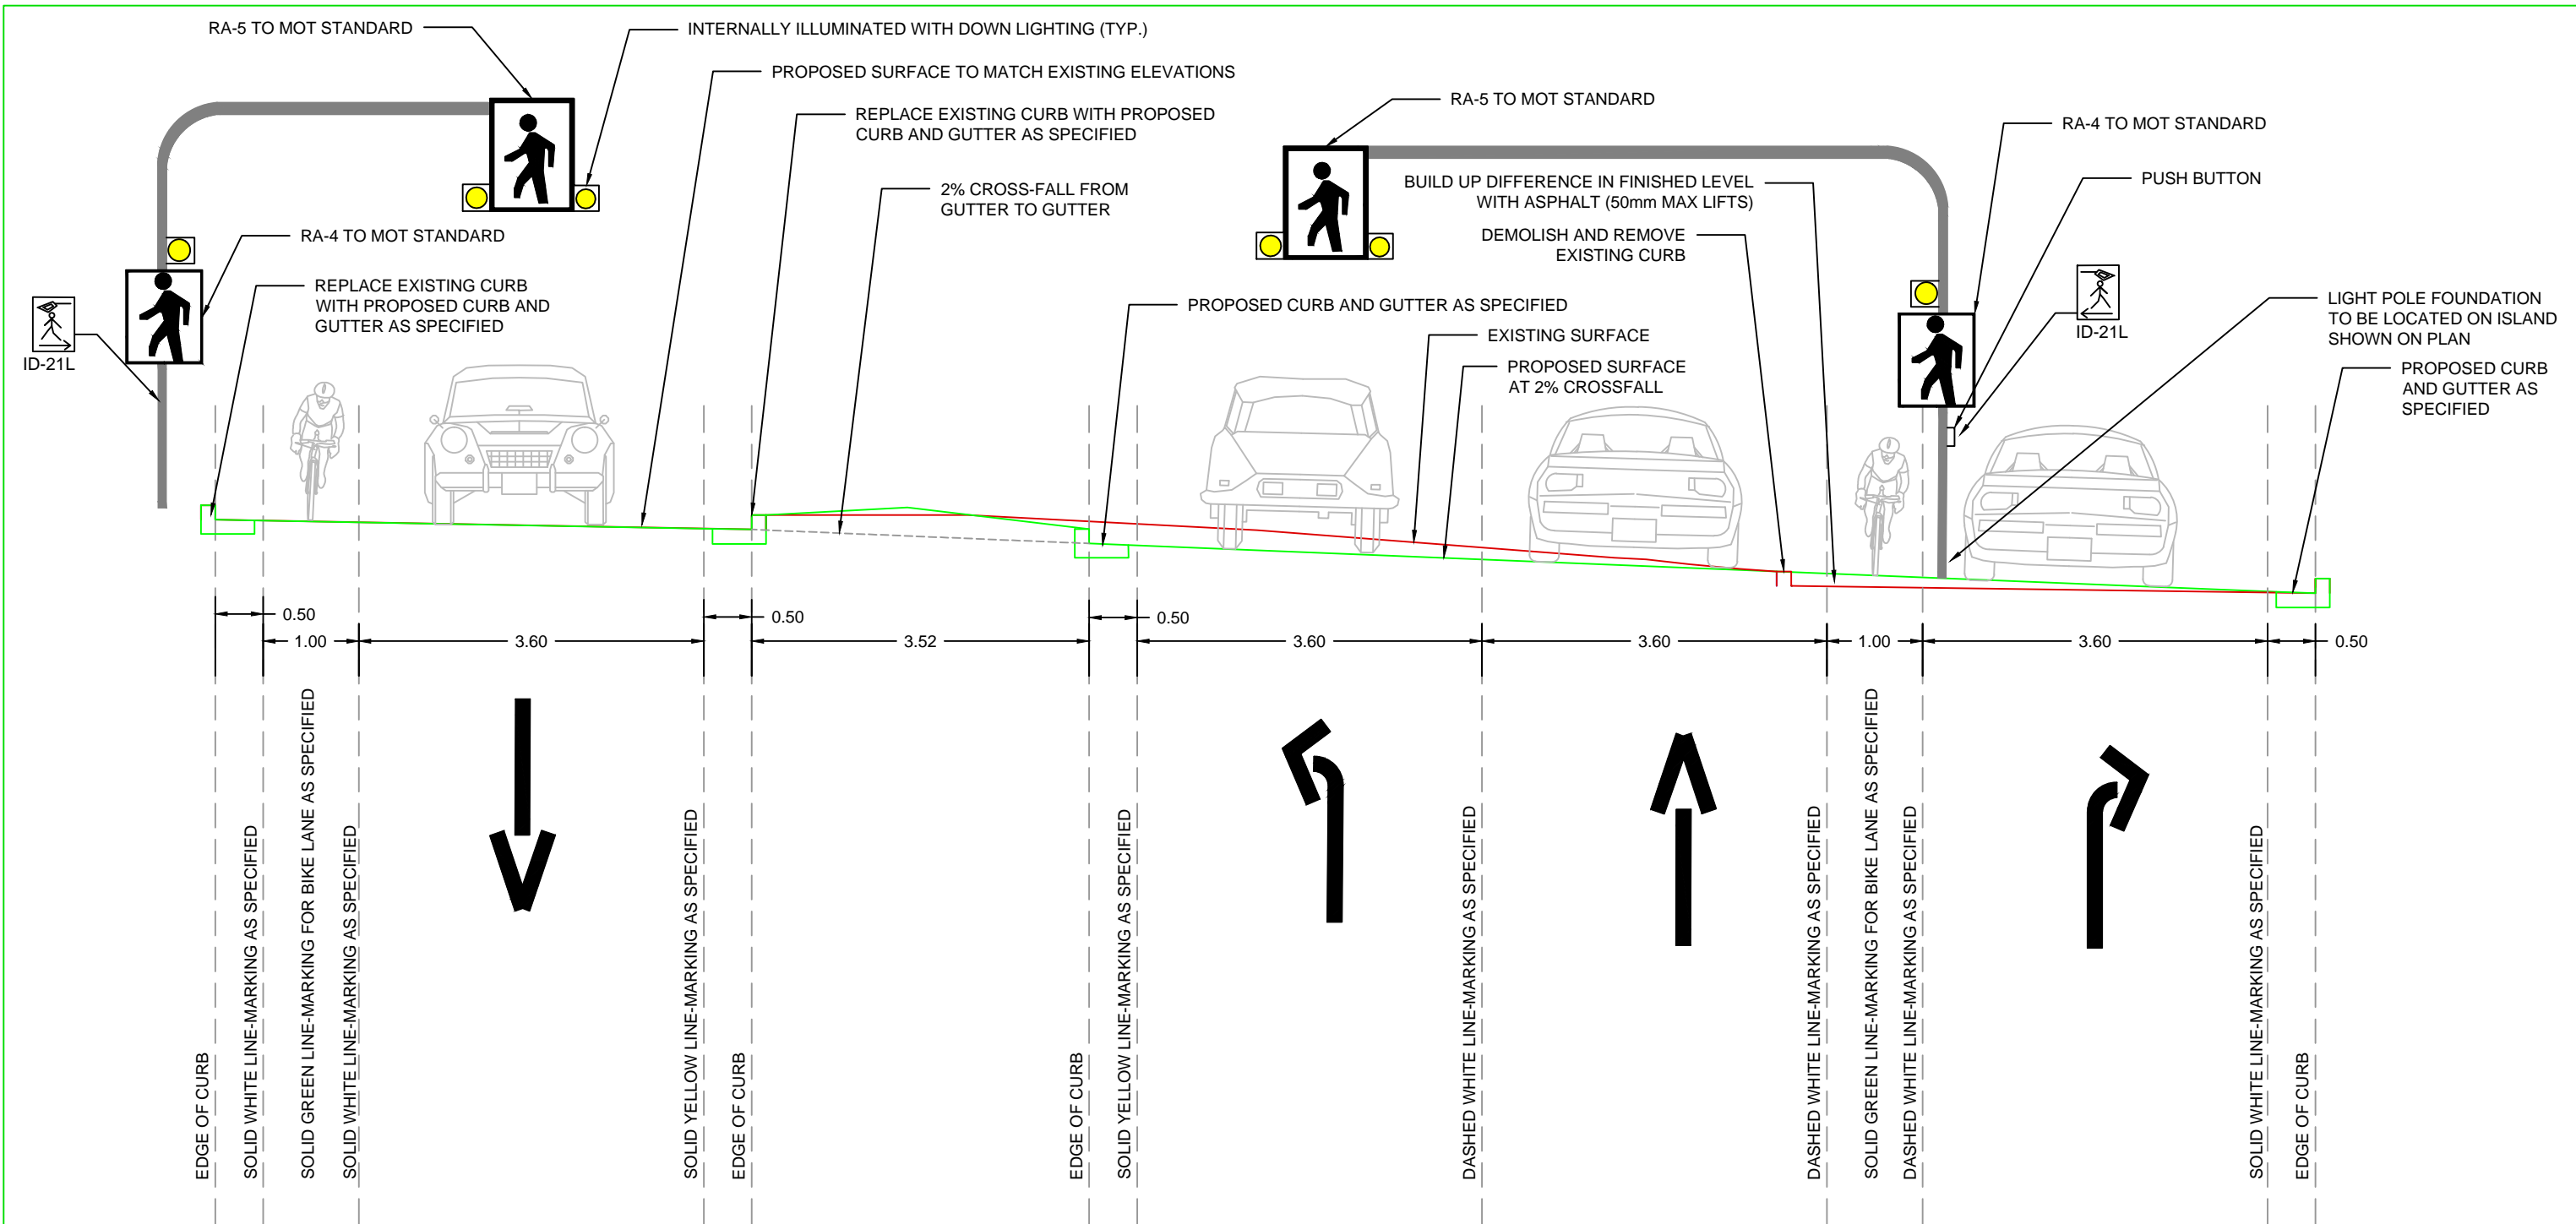 RA-5 TO MOT STANDARD
INTERNALLY ILLUMINATED WITH DOWN LIGHTING (TYP.)
PROPOSED SURFACE TO MATCH EXISTING ELEVATIONS
REPLACE EXISTING CURB WITH PROPOSED
CURB AND GUTTER AS SPECIFIED
2% CROSS-FALL FROM
GUTTER TO GUTTER
RA-4 TO MOT STANDARD
REPLACE EXISTING CURB
WITH PROPOSED CURB AND
GUTTER AS SPECIFIED
ID-21L
RA-5 TO MOT STANDARD
RA-4 TO MOT STANDARD
PUSH BUTTON
BUILD UP DIFFERENCE IN FINISHED LEVEL
WITH ASPHALT (50mm MAX LIFTS)
DEMOLISH AND REMOVE
EXISTING CURB
PROPOSED CURB AND GUTTER AS SPECIFIED
EXISTING SURFACE
PROPOSED SURFACE
AT 2% CROSSFALL
ID-21L
LIGHT POLE FOUNDATION
TO BE LOCATED ON ISLAND
SHOWN ON PLAN
PROPOSED CURB
AND GUTTER AS
SPECIFIED
0.50
1.00
3.60
0.50
3.52
0.50
3.60
3.60
1.00
3.60
0.50
EDGE OF CURB
SOLID WHITE LINE-MARKING AS SPECIFIED
SOLID GREEN LINE-MARKING FOR BIKE LANE AS SPECIFIED
SOLID WHITE LINE-MARKING AS SPECIFIED
SOLID YELLOW LINE-MARKING AS SPECIFIED
EDGE OF CURB
EDGE OF CURB
SOLID YELLOW LINE-MARKING AS SPECIFIED
DASHED WHITE LINE-MARKING AS SPECIFIED
DASHED WHITE LINE-MARKING AS SPECIFIED
SOLID GREEN LINE-MARKING FOR BIKE LANE AS SPECIFIED
DASHED WHITE LINE-MARKING AS SPECIFIED
SOLID WHITE LINE-MARKING AS SPECIFIED
EDGE OF CURB